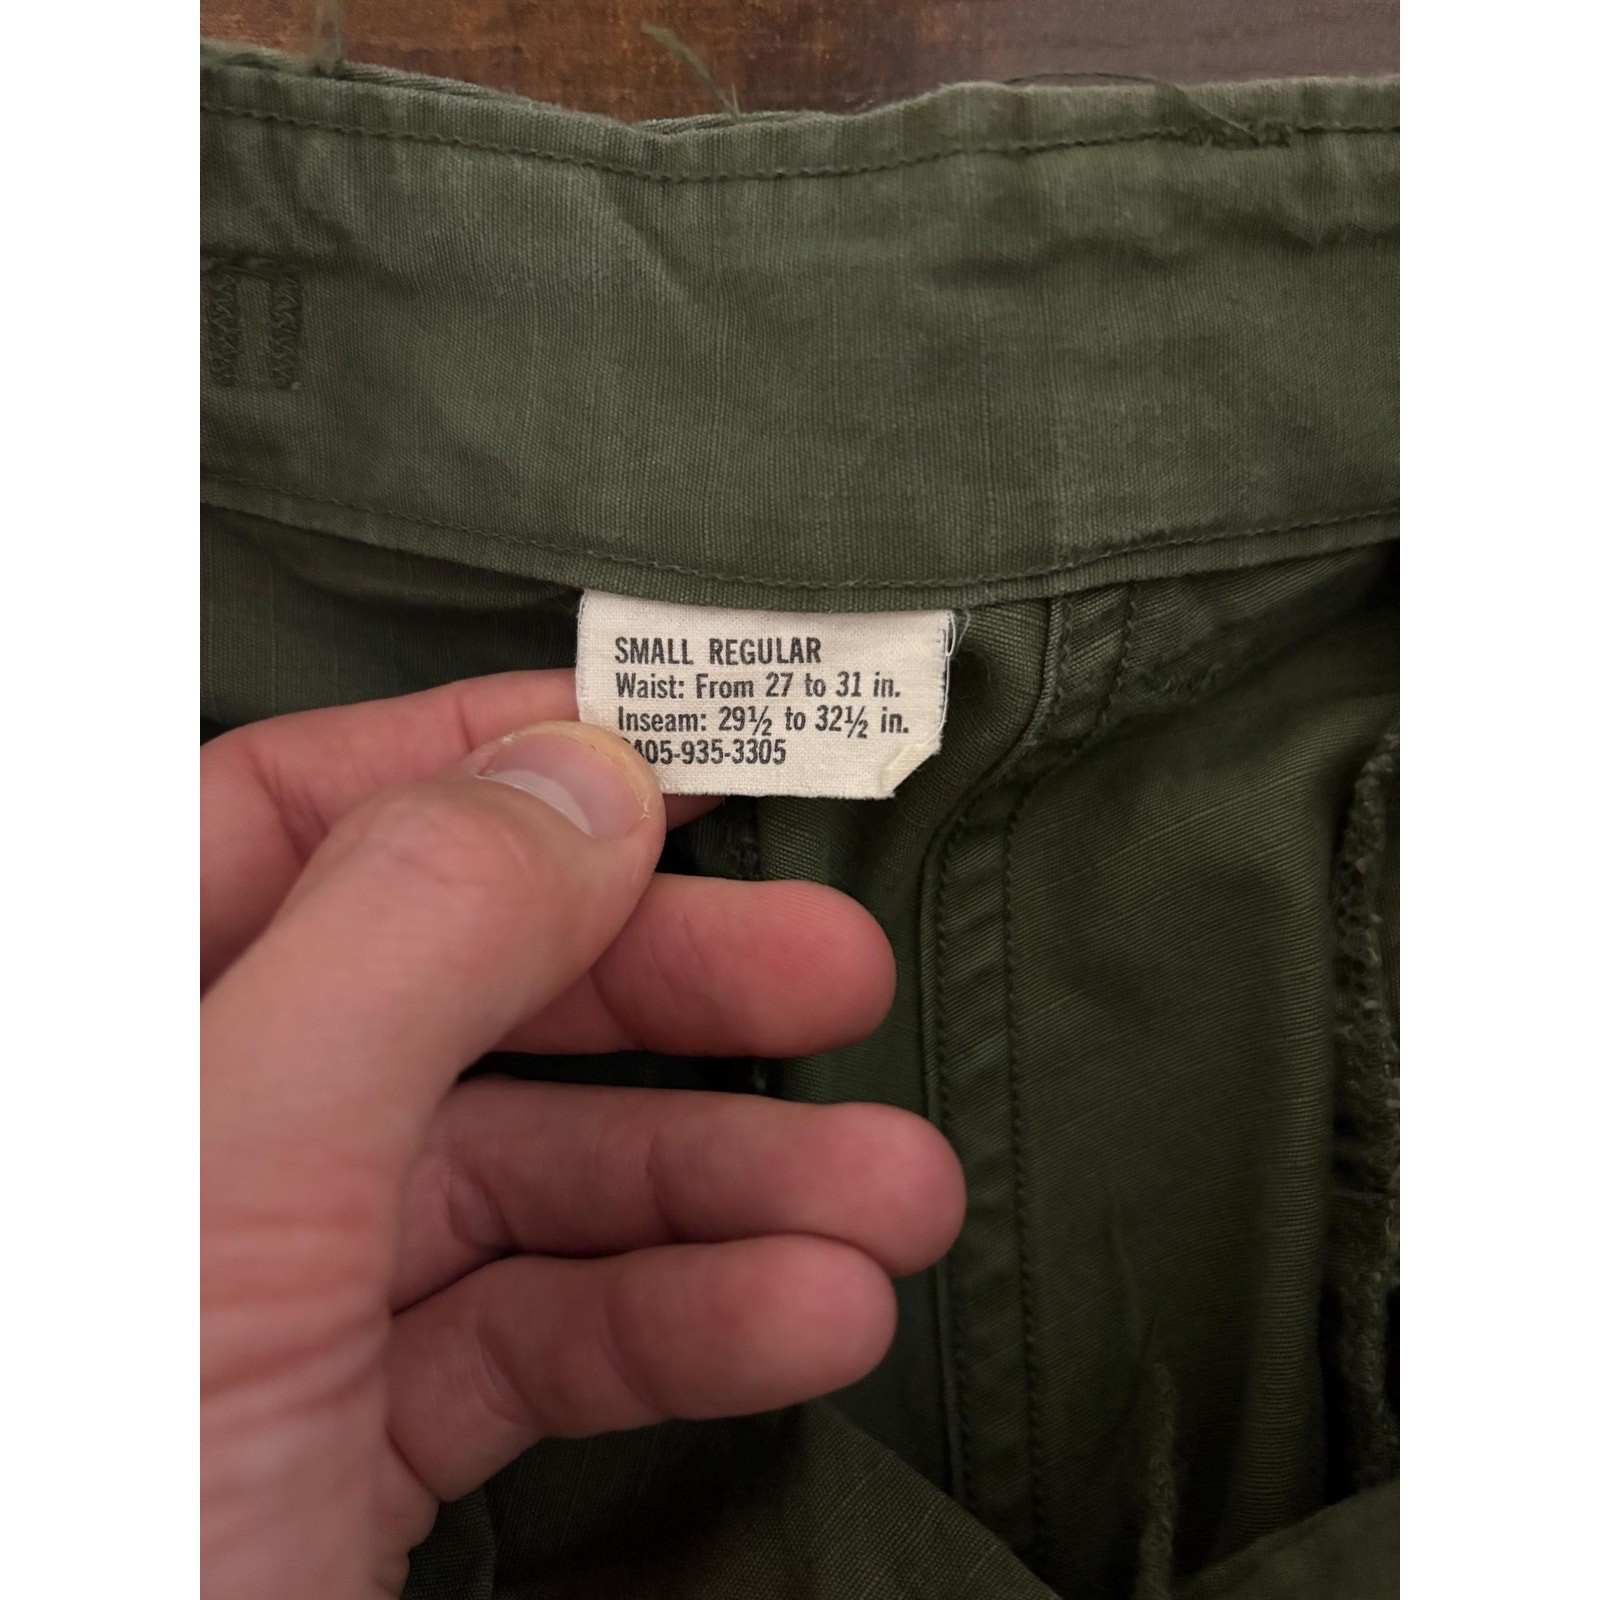 SMALL REGULAR
Waist: From 27 to 31 in.
Inseam: 29½ to 32½ in.
405-935-3305